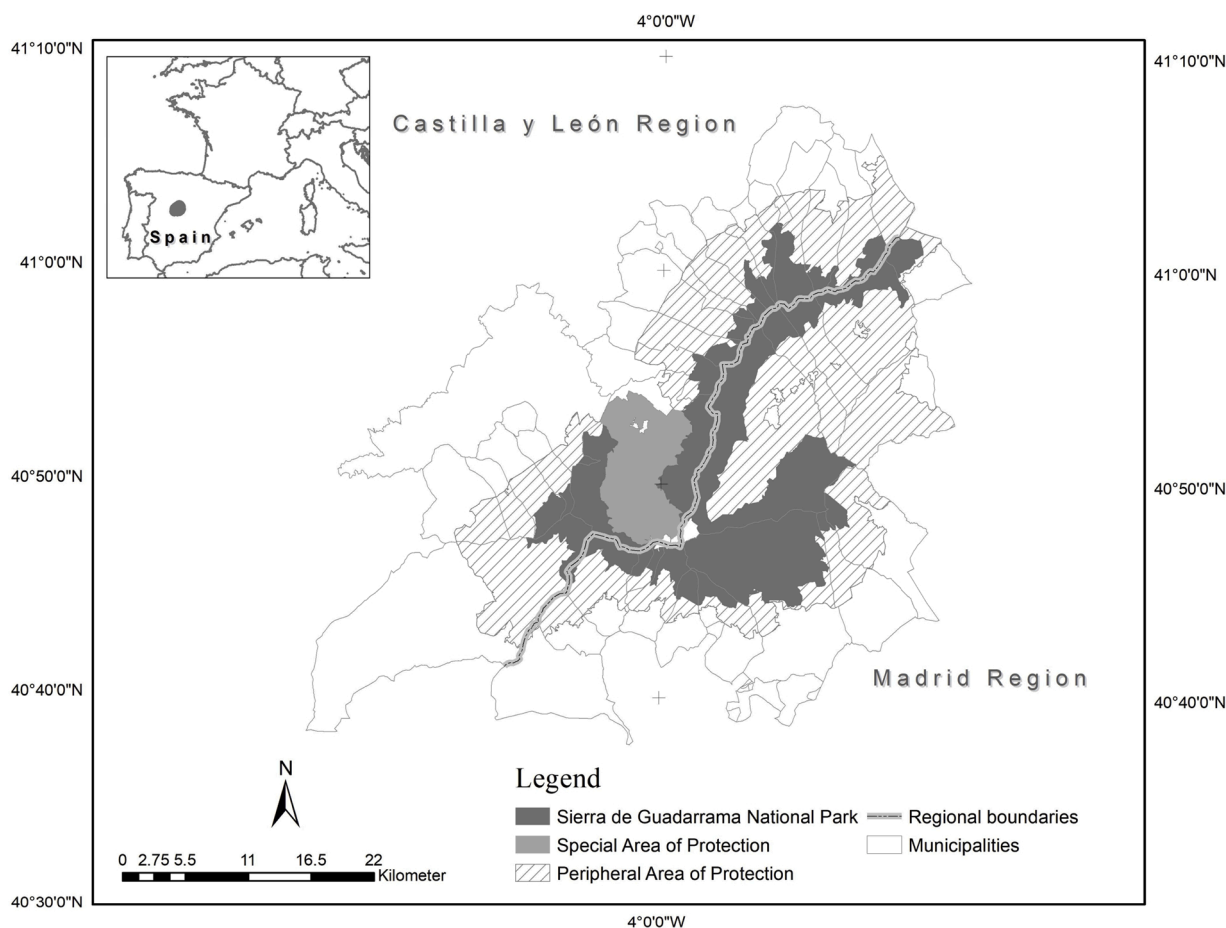 4°0'0"W
41°10'0"N
41°10'0"N
Castilla y León Region
Spain
41°0'0"N
41°0'0"N
40°50'0"N
40°50'0"N
Madrid Region
40°40'0"N
40°40'0"N
N
Legend
Sierra de Guadarrama National Park
Regional boundaries
Special Area of Protection
Municipalities
Peripheral Area of Protection
0 2.75 5.5 11 16.5 22
Kilometer
40°30'0"N
40°30'0"N
4°0'0"W